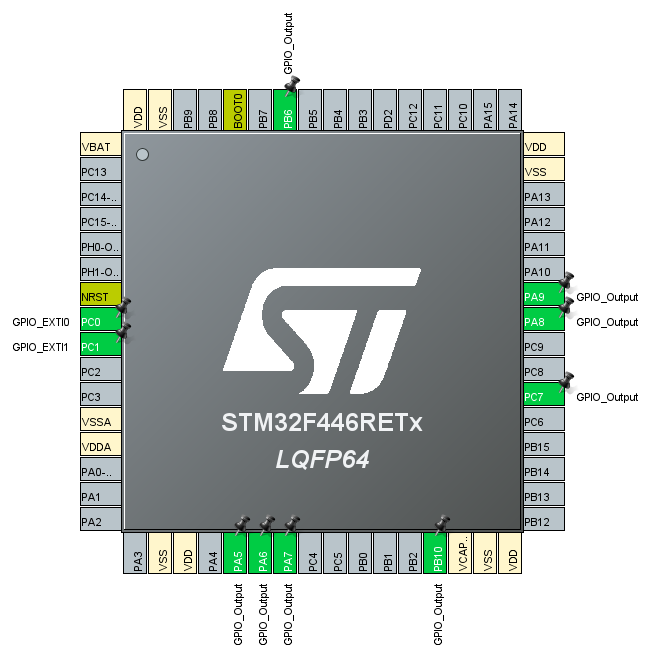 GPIO_Output
VDD
VSS
PB9
PB8
BOOT0
PB7
PB6
PB5
PB4
PB3
PD2
PC12
PC11
PC10
PA15
PA14
VBAT
PC13
PC14-..
PC15-..
PH0-O..
PH1-O..
NRST
GPIO_EXTI0 PC0
GPIO_EXTI1 PC1
PC2
PC3
VSSA
VDDA
PA0-..
PA1
PA2
ST
STM32F446RETx
LQFP64
VDD
VSS
PA13
PA12
PA11
PA10
PA9 GPIO_Output
PA8 GPIO_Output
PC9
PC8
PC7 GPIO_Output
PC6
PB15
PB14
PB13
PB12
PA3
VSS
VDD
PA4
PA5
PA6
PA7
PC4
PC5
PB0
PB1
PB2
PB10
VCAP..
VSS
VDD
GPIO_Output
GPIO_Output
GPIO_Output
GPIO_Output